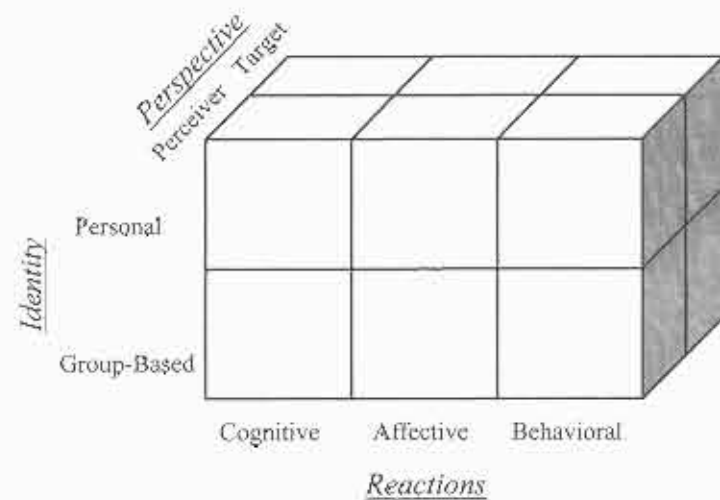 Perspective
Perceiver Target
Identity
Personal
Group-Based
Cognitive Affective Behavioral
Reactions